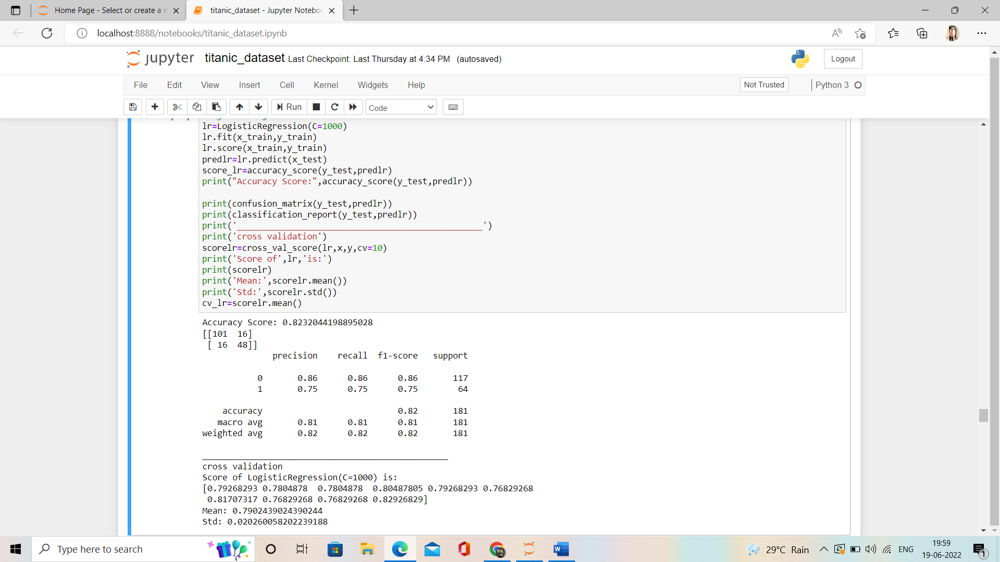 Home Page - Select or create a n
titanic_dataset - Jupyter Notebo
localhost:8888/notebooks/titanic_dataset.ipynb
jupyter titanic_dataset Last Checkpoint: Last Thursday at 4:34 PM (autosaved)
Logout
File Edit View Insert Cell Kernel Widgets Help
Not Trusted
Python 3
Run
Code
lr=LogisticRegression(C=1000)
lr.fit(x_train,y_train)
lr.score(x_train,y_train)
predlr=lr.predict(x_test)
score_lr=accuracy_score(y_test,predlr)
print("Accuracy Score:",accuracy_score(y_test,predlr))
print(confusion_matrix(y_test,predlr))
print(classification_report(y_test,predlr))
print('_________________________________________________')
print('cross validation')
scorelr=cross_val_score(lr,x,y,cv=10)
print('Score of',lr,'is:')
print(scorelr)
print('Mean:',scorelr.mean())
print('Std:',scorelr.std())
cv_lr=scorelr.mean()
Accuracy Score: 0.8232044198895028
[[101  16]
 [ 16  48]]
              precision    recall  f1-score   support
           0       0.86      0.86      0.86       117
           1       0.75      0.75      0.75        64
    accuracy                           0.82       181
   macro avg       0.81      0.81      0.81       181
weighted avg       0.82      0.82      0.82       181
_________________________________________________
cross validation
Score of LogisticRegression(C=1000) is:
[0.79268293 0.7804878  0.7804878  0.80487805 0.79268293 0.76829268
 0.81707317 0.76829268 0.76829268 0.82926829]
Mean: 0.7902439024390244
Std: 0.020260058202239188
Type here to search
29°C Rain
ENG
19:59
19-06-2022
1